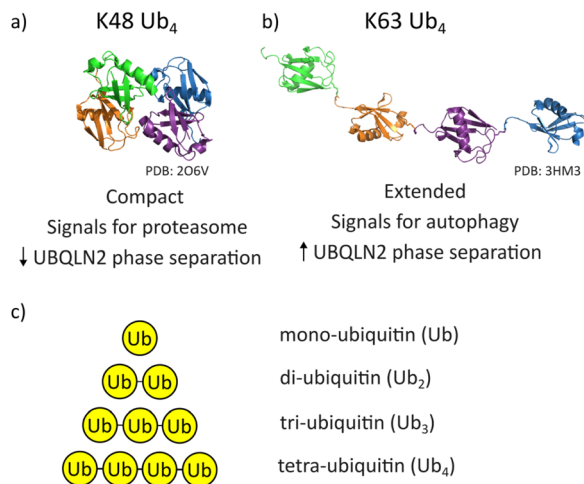 a) K48 Ub₄
PDB: 2O6V
Compact
Signals for proteasome
↓ UBQLN2 phase separation
b) K63 Ub₄
PDB: 3HM3
Extended
Signals for autophagy
↑ UBQLN2 phase separation
c)
Ub mono-ubiquitin (Ub)
Ub Ub di-ubiquitin (Ub₂)
Ub Ub Ub tri-ubiquitin (Ub₃)
Ub Ub Ub Ub tetra-ubiquitin (Ub₄)